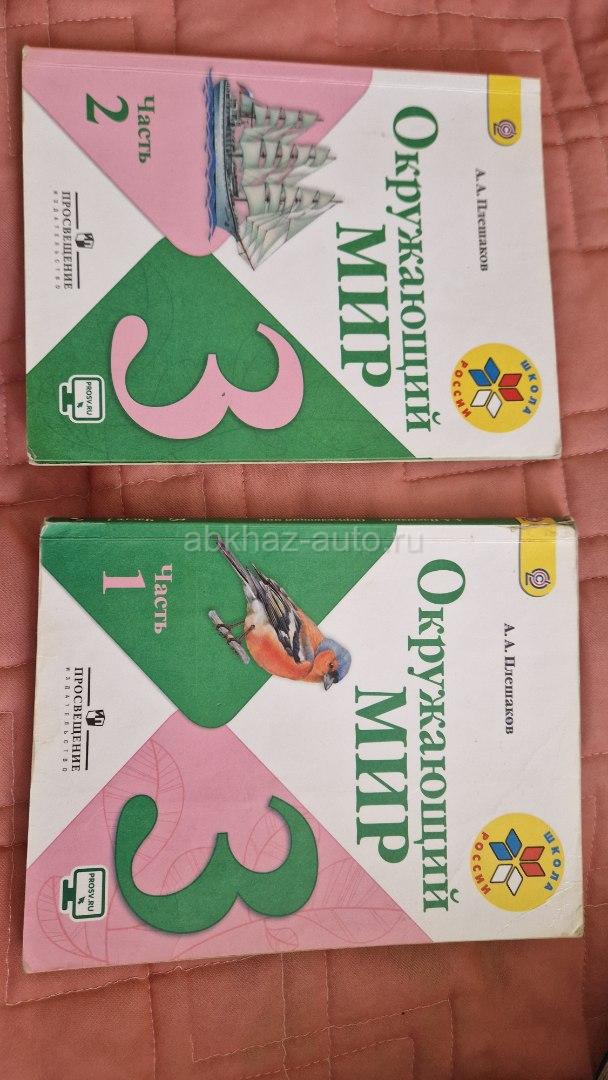 А. А. Плешаков
Окружающий
МИР
ШКОЛА
РОССИИ
Часть
2
3
ПРОСВЕЩЕНИЕ
ИЗДАТЕЛЬСТВО
PROSV.RU
abkhaz-auto.ru
А. А. Плешаков
Окружающий
МИР
ШКОЛА
РОССИИ
Часть
1
3
ПРОСВЕЩЕНИЕ
ИЗДАТЕЛЬСТВО
PROSV.RU